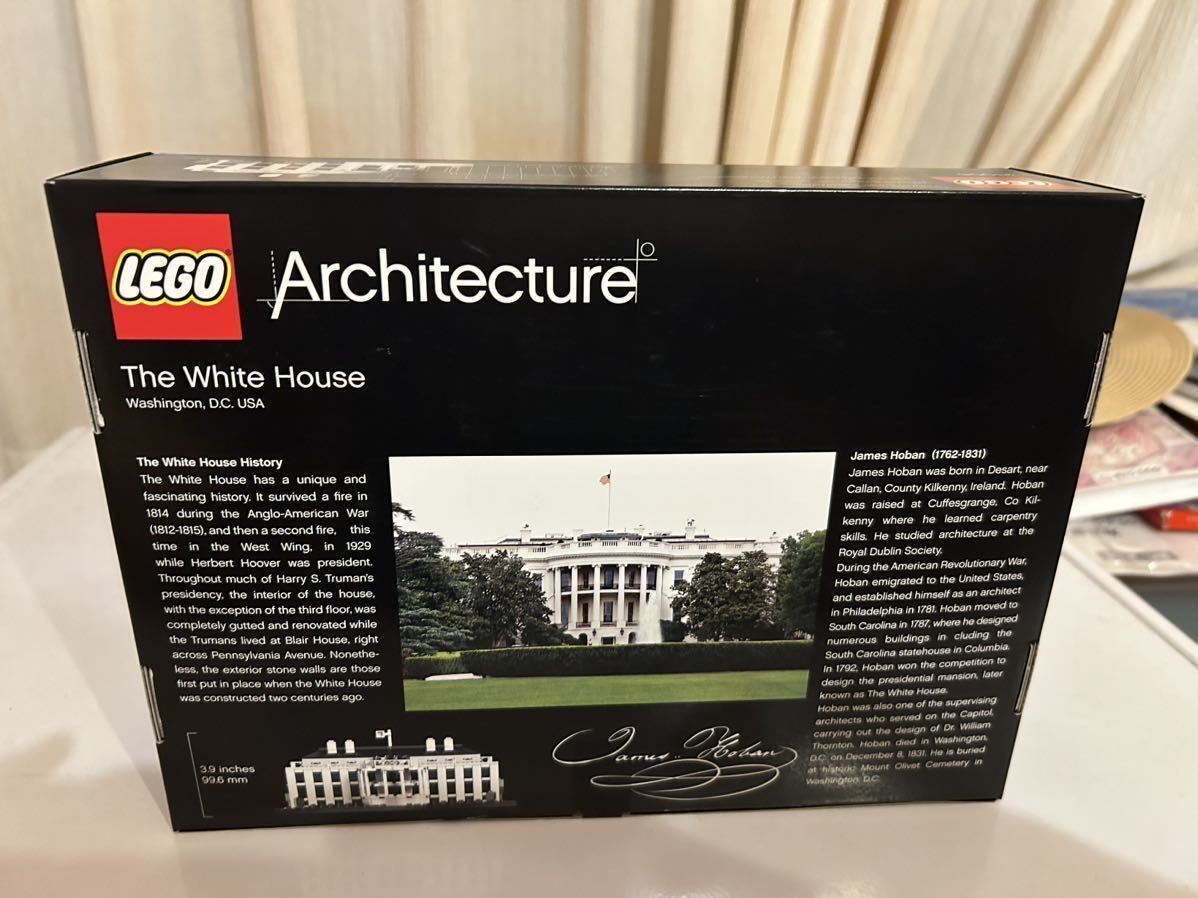 LEGO
Architecture
The White House
Washington, D.C. USA
The White House History
The White House has a unique and
fascinating history. It survived a fire in
1814 during the Anglo-American War
(1812-1815), and then a second fire, this
time in the West Wing, in 1929
while Herbert Hoover was president.
Throughout much of Harry S. Truman's
presidency, the interior of the house,
with the exception of the third floor, was
completely gutted and renovated while
the Trumans lived at Blair House, right
across Pennsylvania Avenue. Nonethe-
less, the exterior stone walls are those
first put in place when the White House
was constructed two centuries ago.
3.9 inches
99.6 mm
James Hoban
James Hoban (1762-1831)
James Hoban was born in Desart, near
Callan, County Kilkenny, Ireland. Hoban
was raised at Cuffesgrange, Co Kil-
kenny where he learned carpentry
skills. He studied architecture at the
Royal Dublin Society.
During the American Revolutionary War,
Hoban emigrated to the United States,
and established himself as an architect
in Philadelphia in 1781. Hoban moved to
South Carolina in 1787, where he designed
numerous buildings in cluding the
South Carolina statehouse in Columbia.
In 1792, Hoban won the competition to
design the presidential mansion, later
known as The White House.
Hoban was also one of the supervising
architects who served on the Capitol,
carrying out the design of Dr. William
Thornton. Hoban died in Washington,
D.C. on December 8, 1831. He is buried
at historic Mount Olivet Cemetery in
Washington D.C.